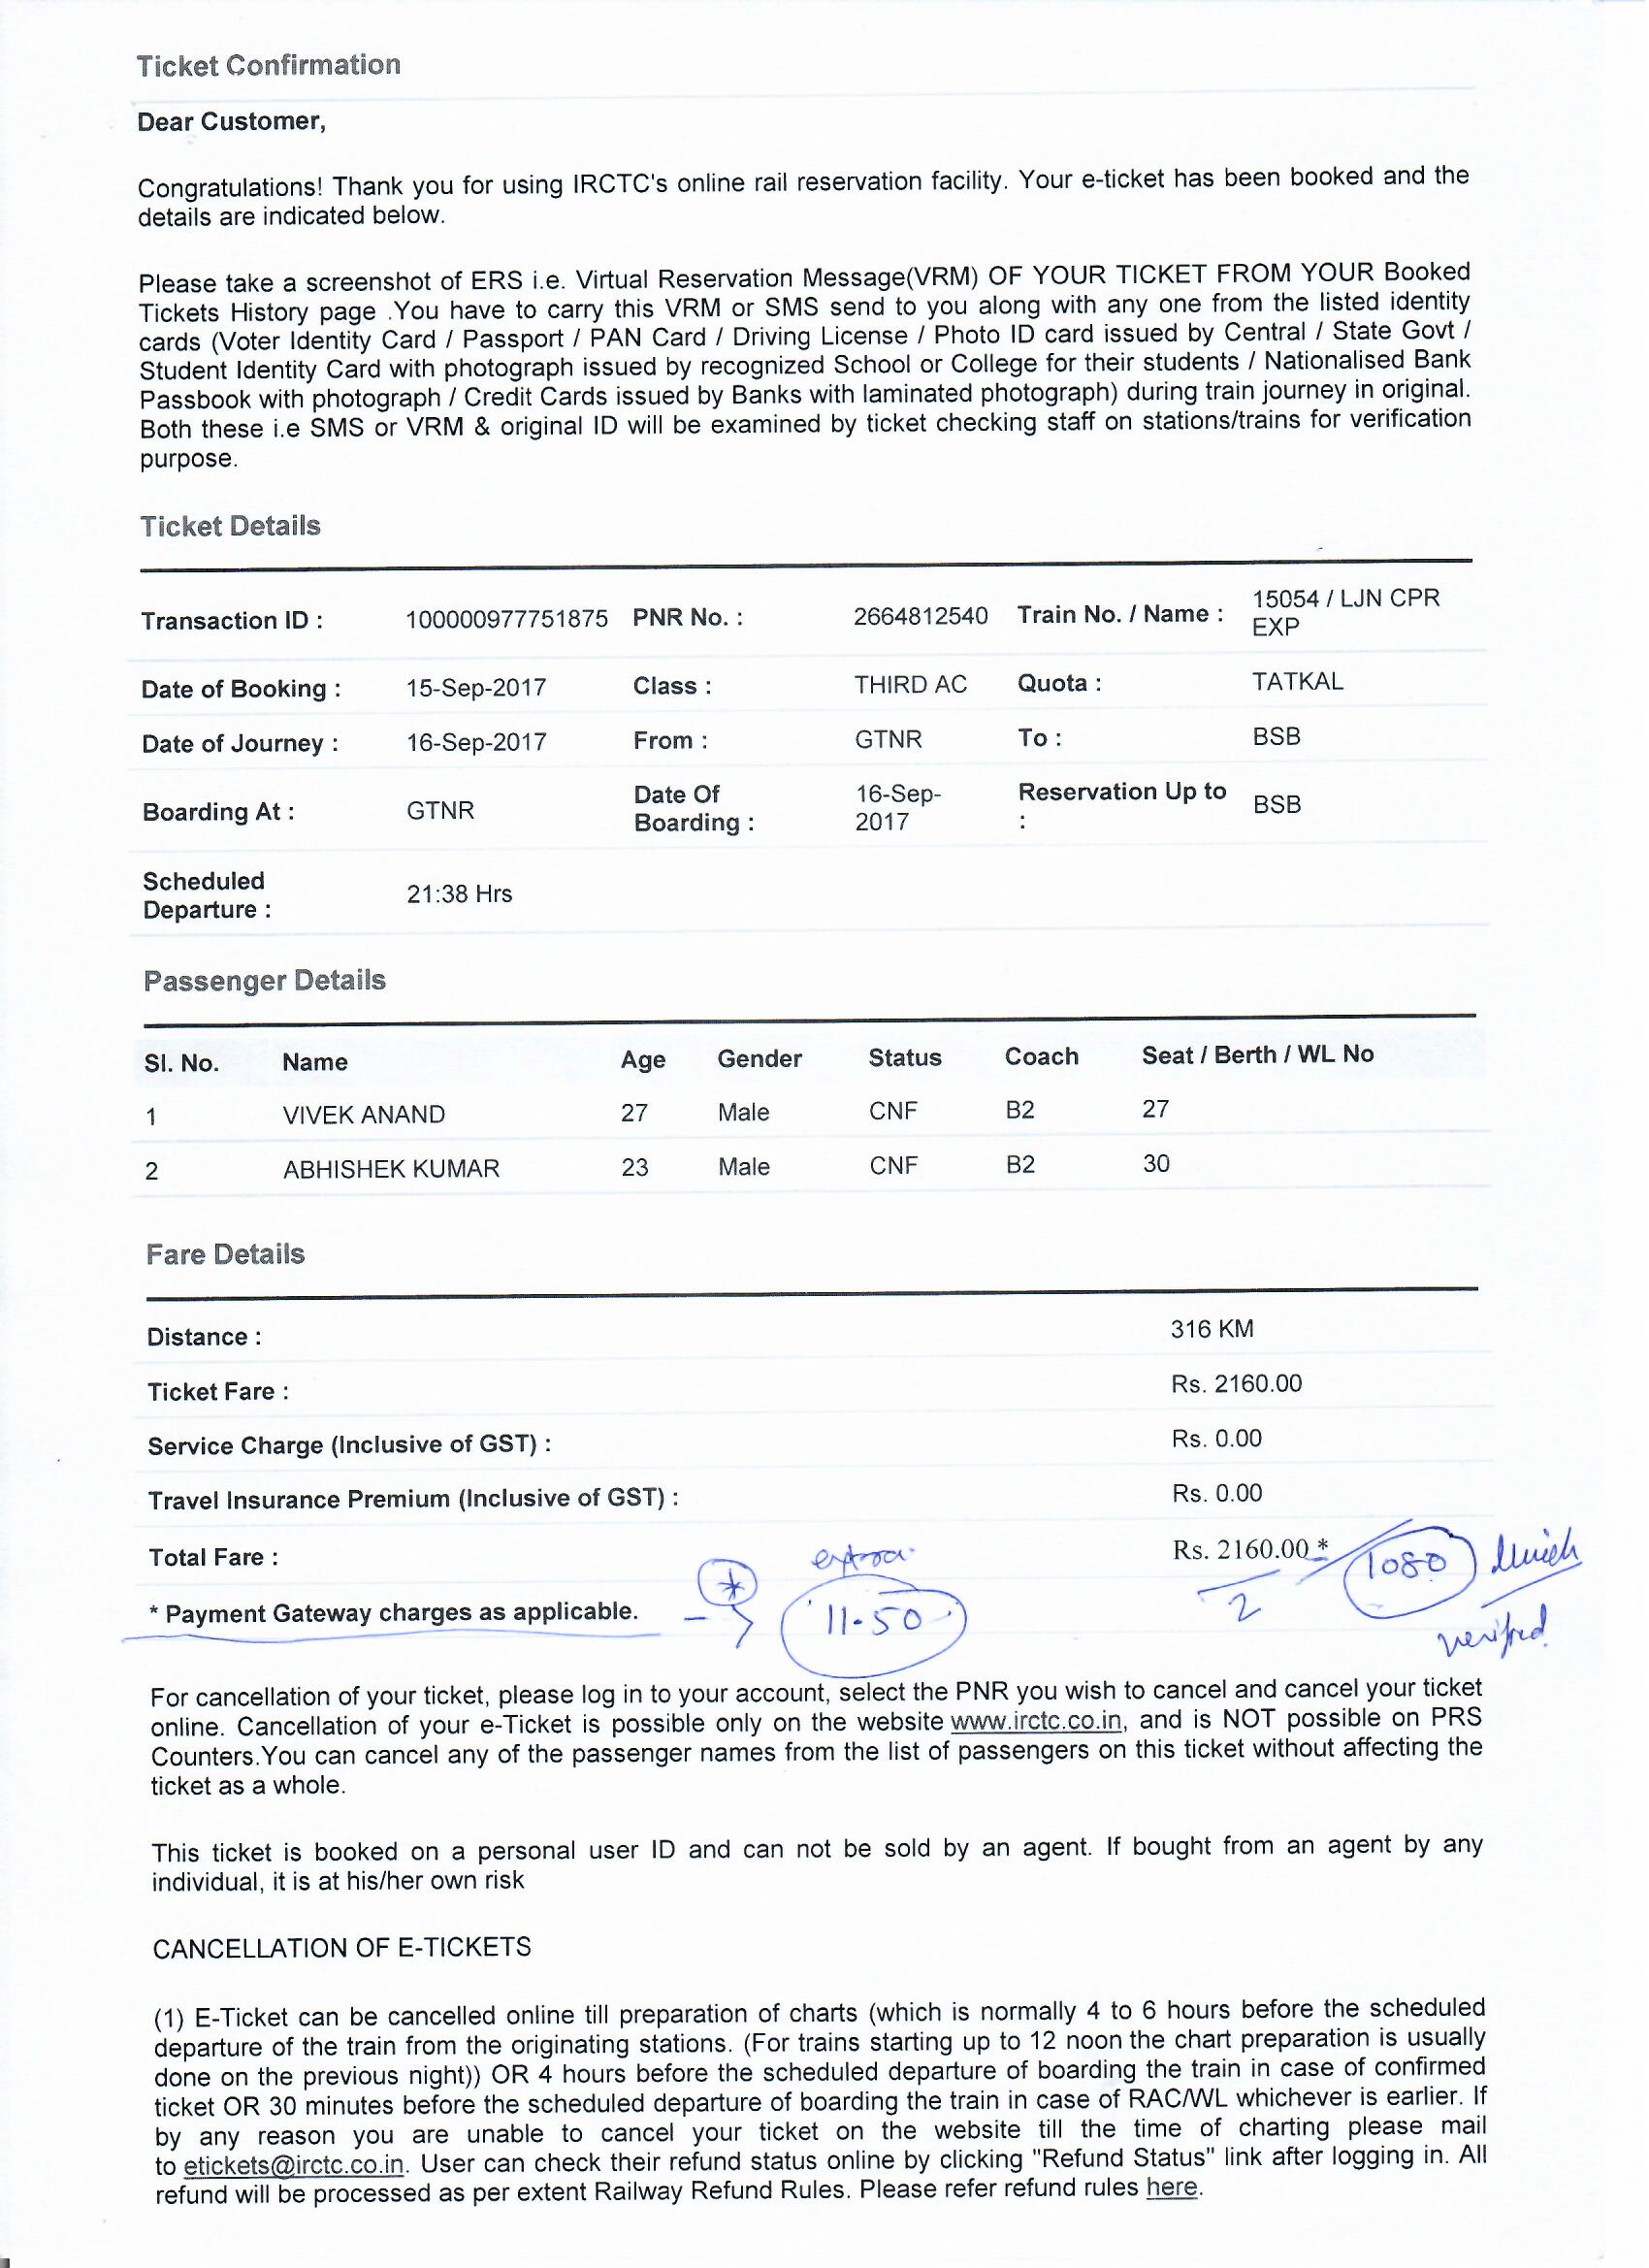 Ticket Confirmation
Dear Customer,
Congratulations! Thank you for using IRCTC's online rail reservation facility. Your e-ticket has been booked and the
details are indicated below.
Please take a screenshot of ERS i.e. Virtual Reservation Message(VRM) OF YOUR TICKET FROM YOUR Booked
Tickets History page .You have to carry this VRM or SMS send to you along with any one from the listed identity
cards (Voter Identity Card / Passport / PAN Card / Driving License / Photo ID card issued by Central / State Govt /
Student Identity Card with photograph issued by recognized School or College for their students / Nationalised Bank
Passbook with photograph / Credit Cards issued by Banks with laminated photograph) during train journey in original.
Both these i.e SMS or VRM & original ID will be examined by ticket checking staff on stations/trains for verification
purpose.
Ticket Details
Transaction ID : 100000977751875 PNR No. : 2664812540 Train No. / Name : 15054 / LJN CPR
EXP
Date of Booking : 15-Sep-2017 Class : THIRD AC Quota : TATKAL
Date of Journey : 16-Sep-2017 From : GTNR To : BSB
Boarding At : GTNR Date Of Boarding : 16-Sep-2017 Reservation Up to : BSB
Scheduled
Departure : 21:38 Hrs
Passenger Details
Sl. No. Name Age Gender Status Coach Seat / Berth / WL No
1 VIVEK ANAND 27 Male CNF B2 27
2 ABHISHEK KUMAR 23 Male CNF B2 30
Fare Details
Distance : 316 KM
Ticket Fare : Rs. 2160.00
Service Charge (Inclusive of GST) : Rs. 0.00
Travel Insurance Premium (Inclusive of GST) : Rs. 0.00
Total Fare : extra Rs. 2160.00 * 1080
* Payment Gateway charges as applicable. * 11-50 2 verified
For cancellation of your ticket, please log in to your account, select the PNR you wish to cancel and cancel your ticket
online. Cancellation of your e-Ticket is possible only on the website www.irctc.co.in, and is NOT possible on PRS
Counters.You can cancel any of the passenger names from the list of passengers on this ticket without affecting the
ticket as a whole.
This ticket is booked on a personal user ID and can not be sold by an agent. If bought from an agent by any
individual, it is at his/her own risk
CANCELLATION OF E-TICKETS
(1) E-Ticket can be cancelled online till preparation of charts (which is normally 4 to 6 hours before the scheduled
departure of the train from the originating stations. (For trains starting up to 12 noon the chart preparation is usually
done on the previous night)) OR 4 hours before the scheduled departure of boarding the train in case of confirmed
ticket OR 30 minutes before the scheduled departure of boarding the train in case of RAC/WL whichever is earlier. If
by any reason you are unable to cancel your ticket on the website till the time of charting please mail
to etickets@irctc.co.in. User can check their refund status online by clicking "Refund Status" link after logging in. All
refund will be processed as per extent Railway Refund Rules. Please refer refund rules here.